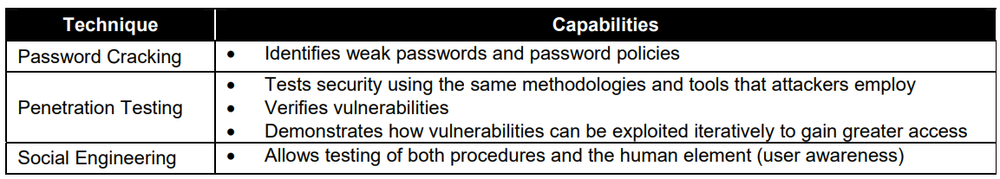 Technique Capabilities
Password Cracking • Identifies weak passwords and password policies
• Tests security using the same methodologies and tools that attackers employ
Penetration Testing • Verifies vulnerabilities
• Demonstrates how vulnerabilities can be exploited iteratively to gain greater access
Social Engineering • Allows testing of both procedures and the human element (user awareness)